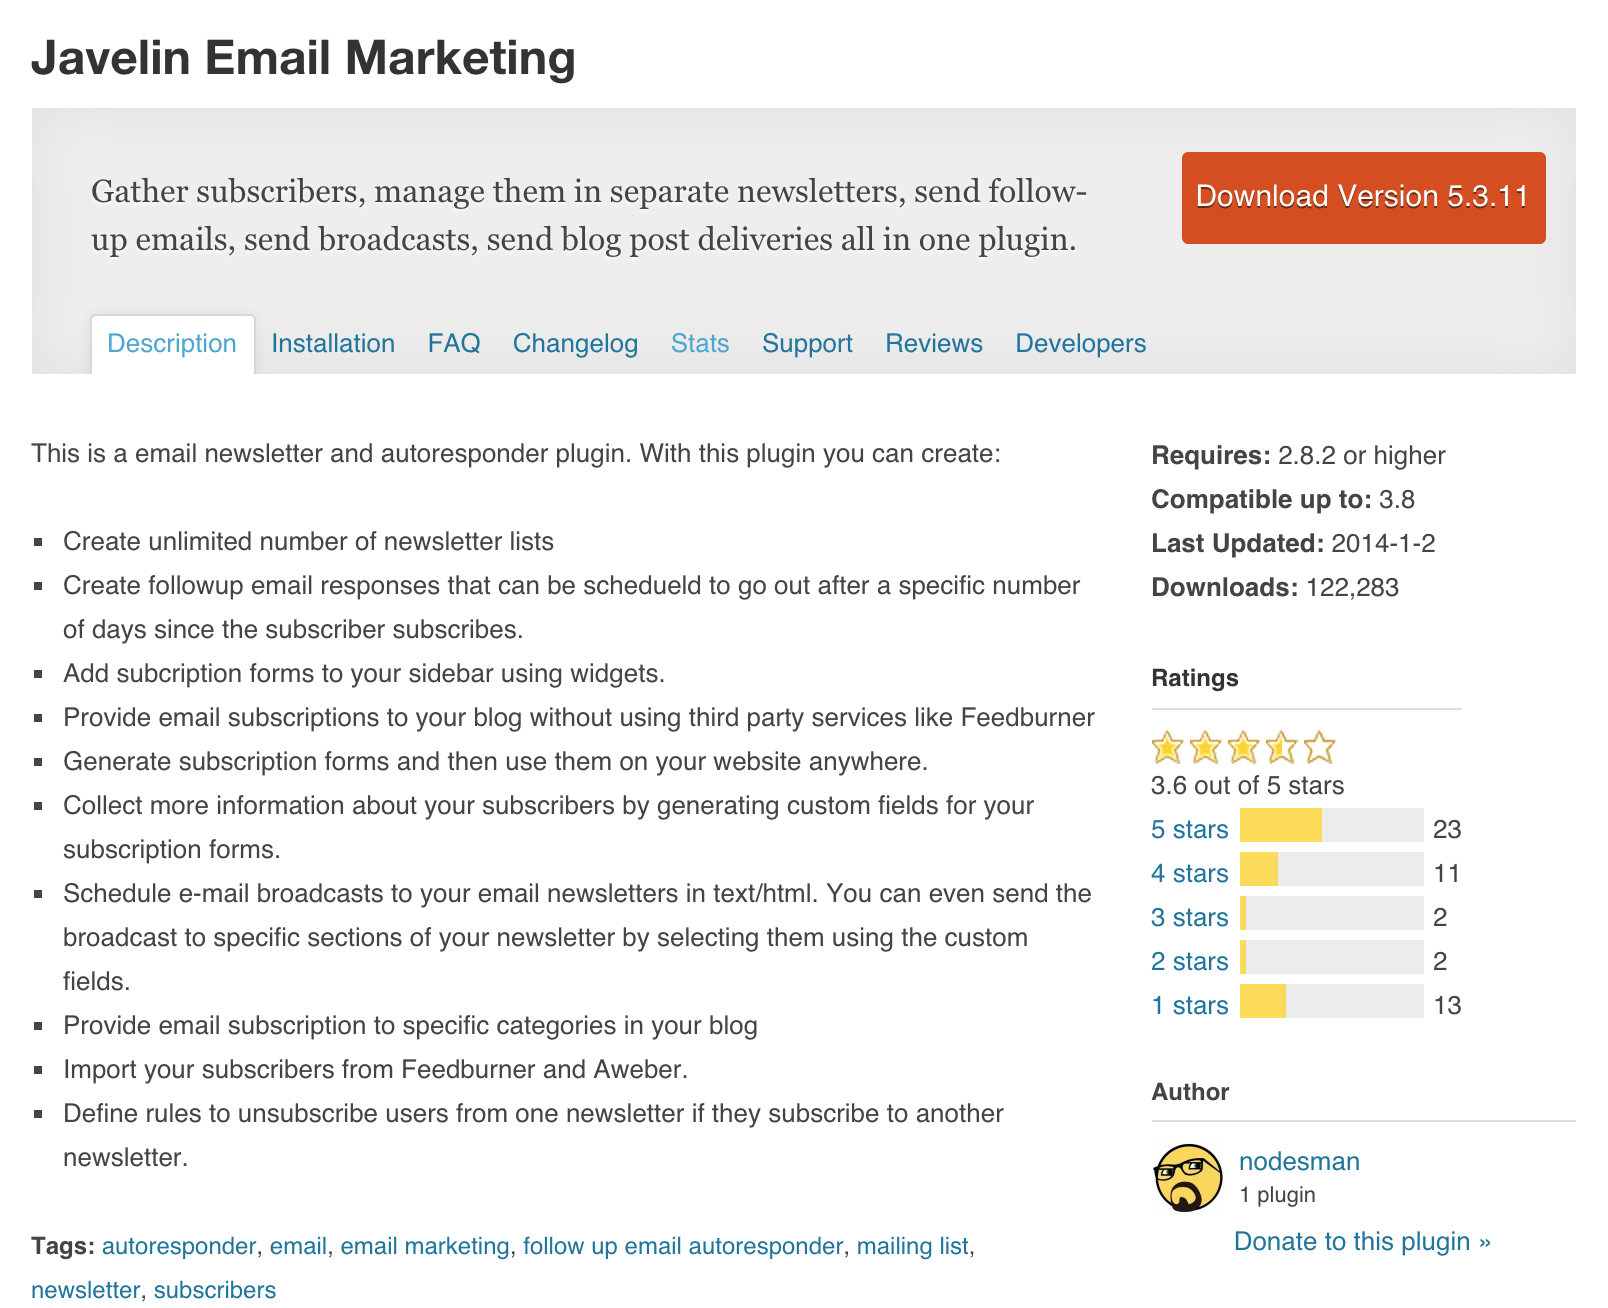 Javelin Email Marketing
Gather subscribers, manage them in separate newsletters, send follow-
up emails, send broadcasts, send blog post deliveries all in one plugin.
Download Version 5.3.11
Description Installation FAQ Changelog Stats Support Reviews Developers
This is a email newsletter and autoresponder plugin. With this plugin you can create:
▪ Create unlimited number of newsletter lists
▪ Create followup email responses that can be schedueld to go out after a specific number
of days since the subscriber subscribes.
▪ Add subcription forms to your sidebar using widgets.
▪ Provide email subscriptions to your blog without using third party services like Feedburner
▪ Generate subscription forms and then use them on your website anywhere.
▪ Collect more information about your subscribers by generating custom fields for your
subscription forms.
▪ Schedule e-mail broadcasts to your email newsletters in text/html. You can even send the
broadcast to specific sections of your newsletter by selecting them using the custom
fields.
▪ Provide email subscription to specific categories in your blog
▪ Import your subscribers from Feedburner and Aweber.
▪ Define rules to unsubscribe users from one newsletter if they subscribe to another
newsletter.
Tags: autoresponder, email, email marketing, follow up email autoresponder, mailing list,
newsletter, subscribers
Requires: 2.8.2 or higher
Compatible up to: 3.8
Last Updated: 2014-1-2
Downloads: 122,283
Ratings
3.6 out of 5 stars
5 stars 23
4 stars 11
3 stars 2
2 stars 2
1 stars 13
Author
nodesman
1 plugin
Donate to this plugin »